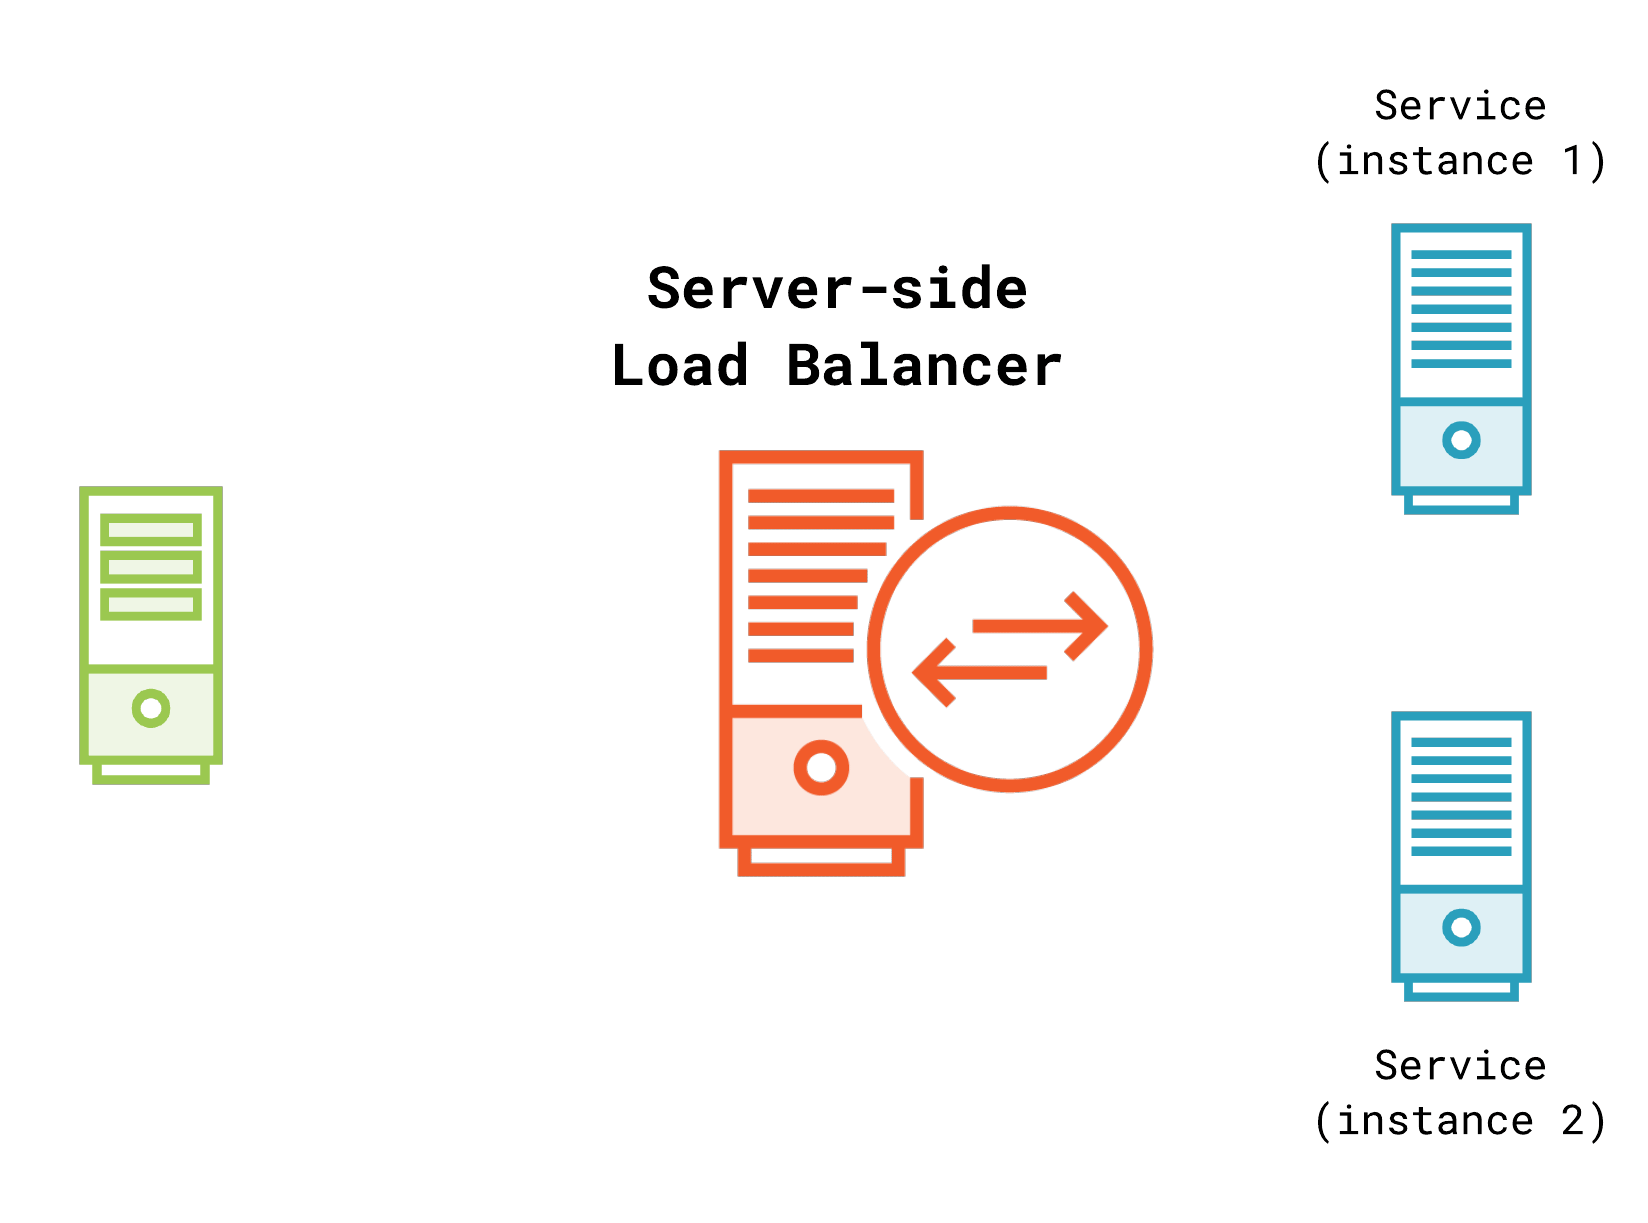 Service
(instance 1)
Server-side
Load Balancer
Service
(instance 2)